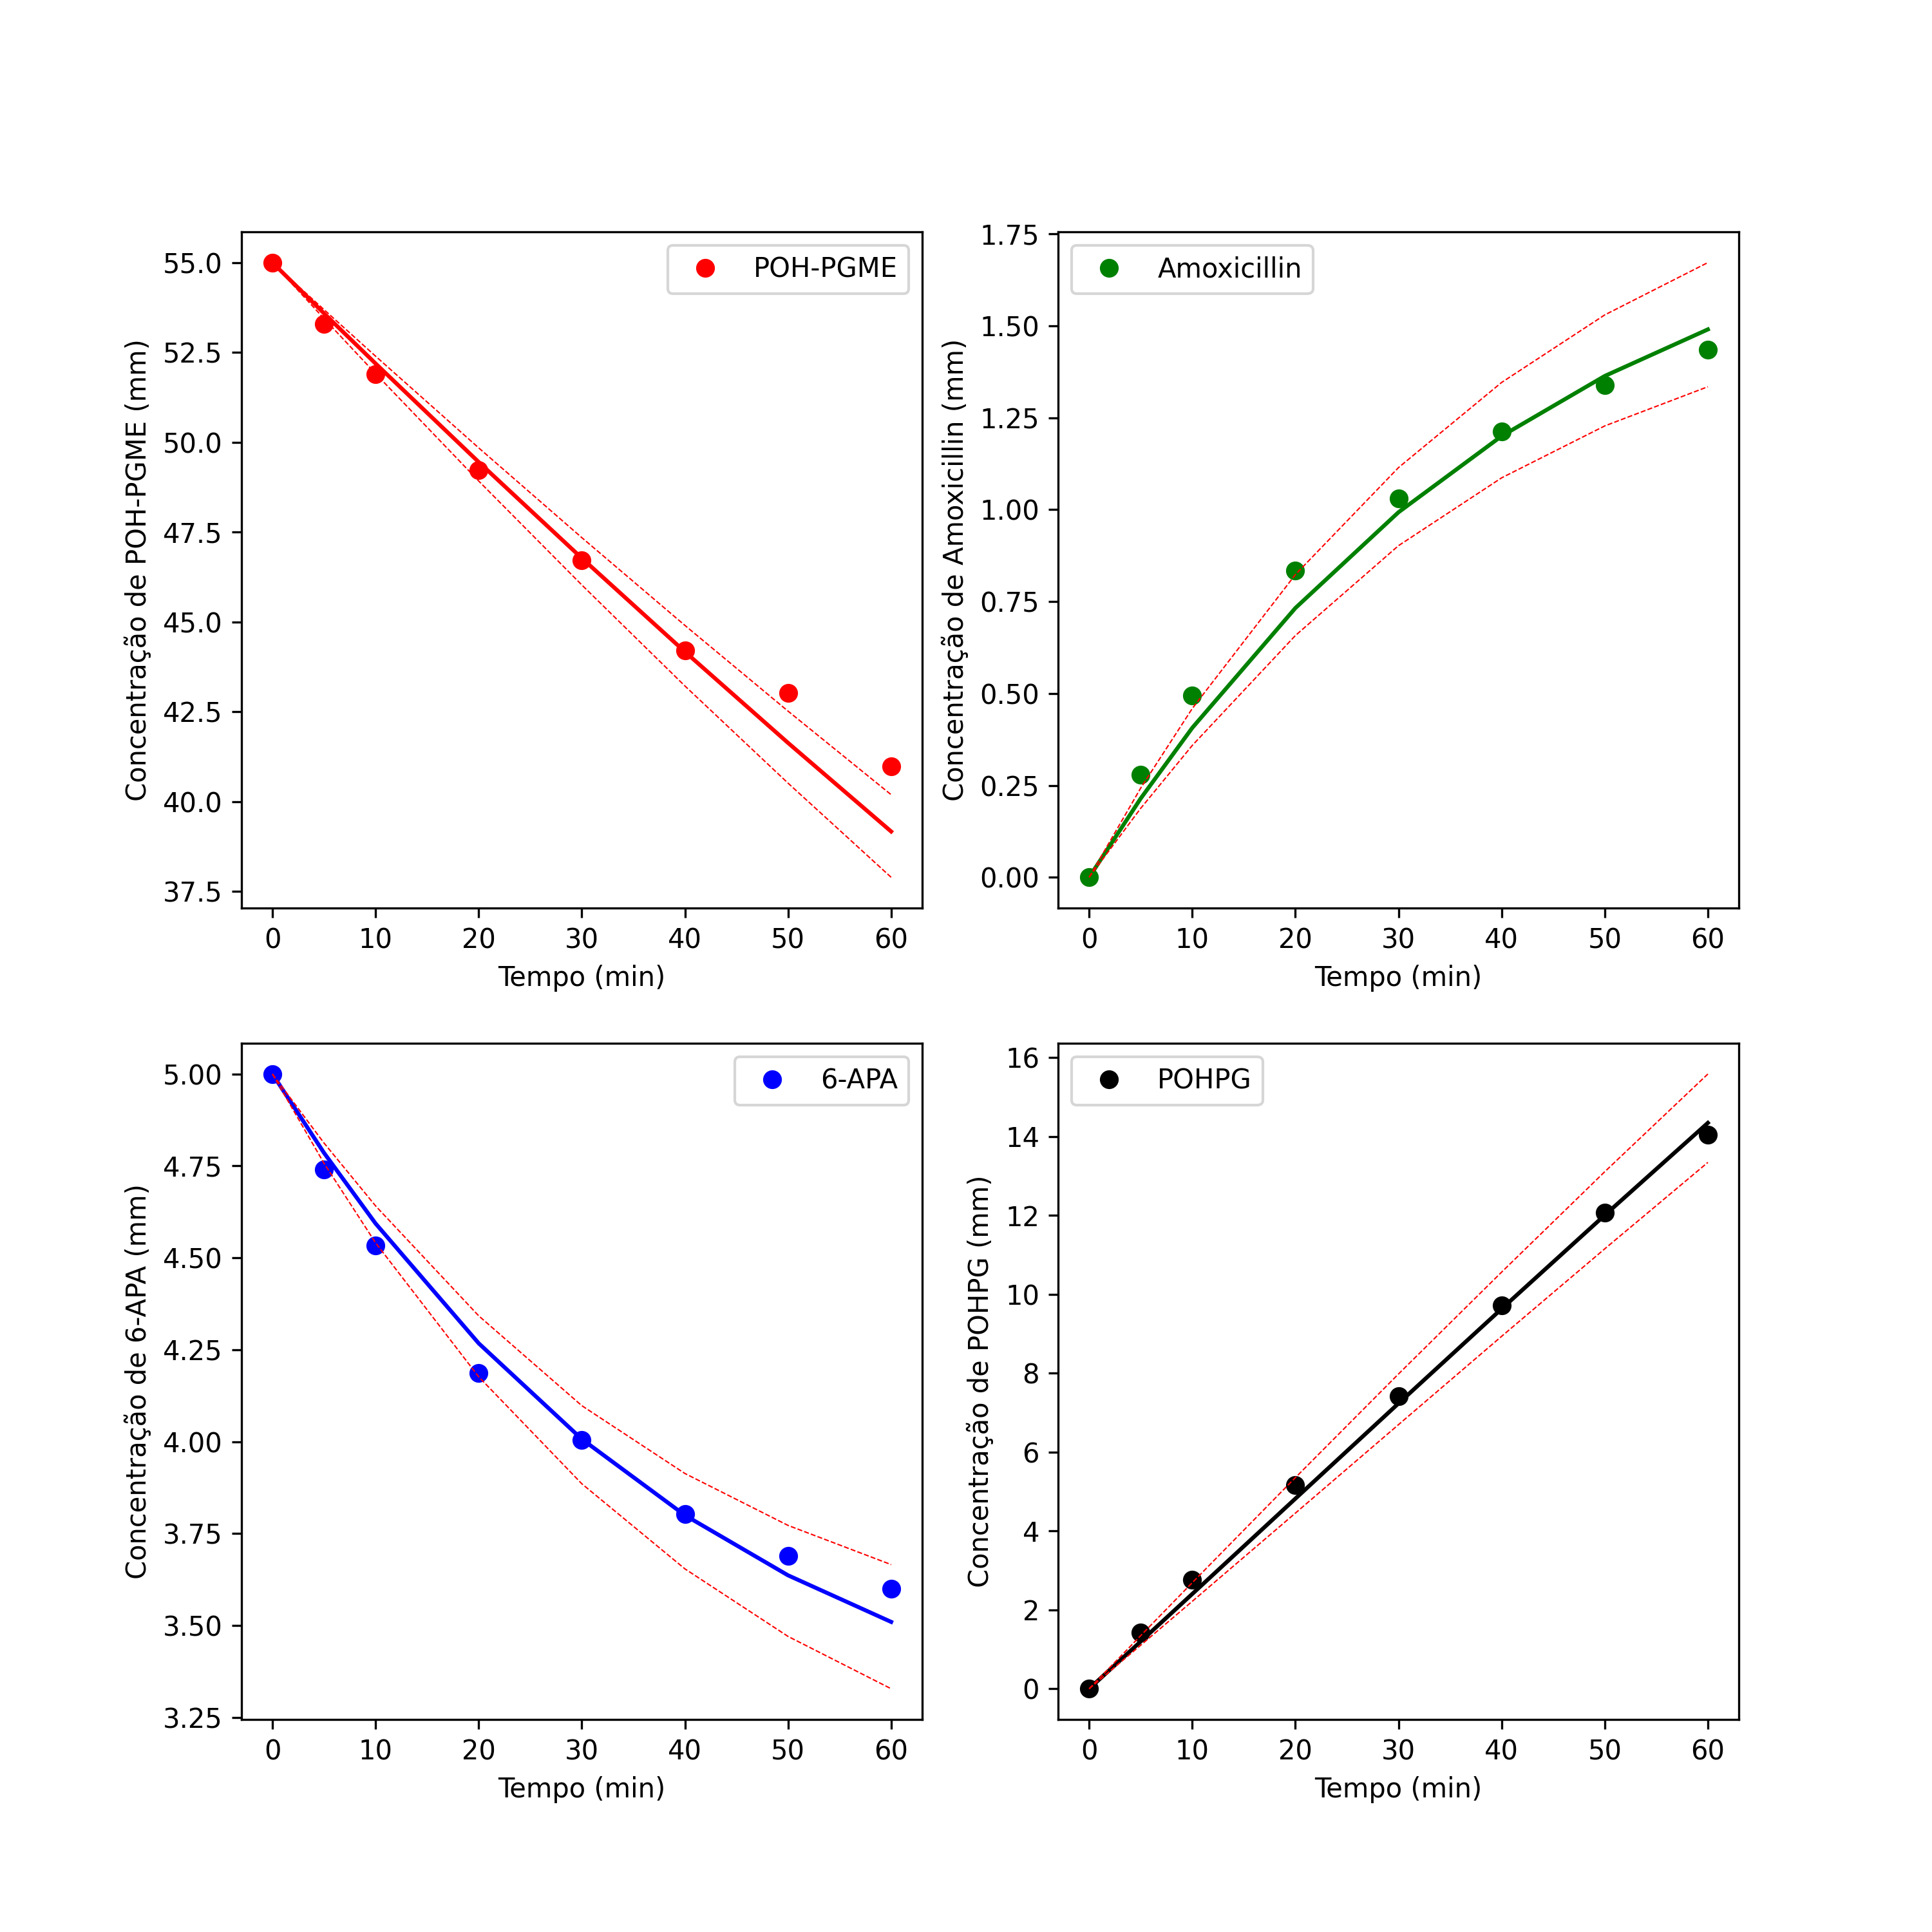 POH-PGME
55.0
52.5
50.0
47.5
45.0
42.5
40.0
37.5
Concentração de POH-PGME (mm)
0 10 20 30 40 50 60
Tempo (min)
Amoxicillin
1.75
1.50
1.25
1.00
0.75
0.50
0.25
0.00
Concentração de Amoxicillin (mm)
0 10 20 30 40 50 60
Tempo (min)
6-APA
5.00
4.75
4.50
4.25
4.00
3.75
3.50
3.25
Concentração de 6-APA (mm)
0 10 20 30 40 50 60
Tempo (min)
POHPG
16
14
12
10
8
6
4
2
0
Concentração de POHPG (mm)
0 10 20 30 40 50 60
Tempo (min)